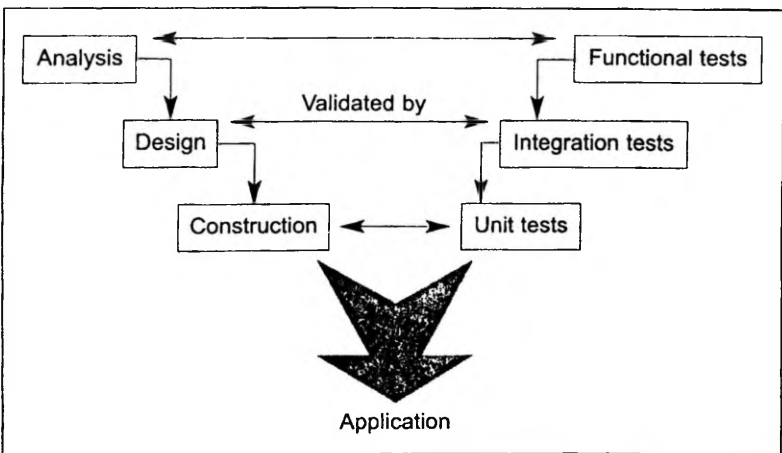 Analysis
Functional tests
Validated by
Design
Integration tests
Construction
Unit tests
Application